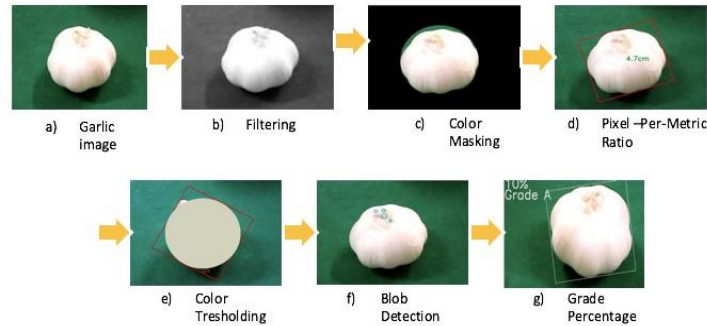 4.7cm
a) Garlic
image
b) Filtering
c) Color
Masking
d) Pixel –Per-Metric
Ratio
10%
Grade A
e) Color
Tresholding
f) Blob
Detection
g) Grade
Percentage